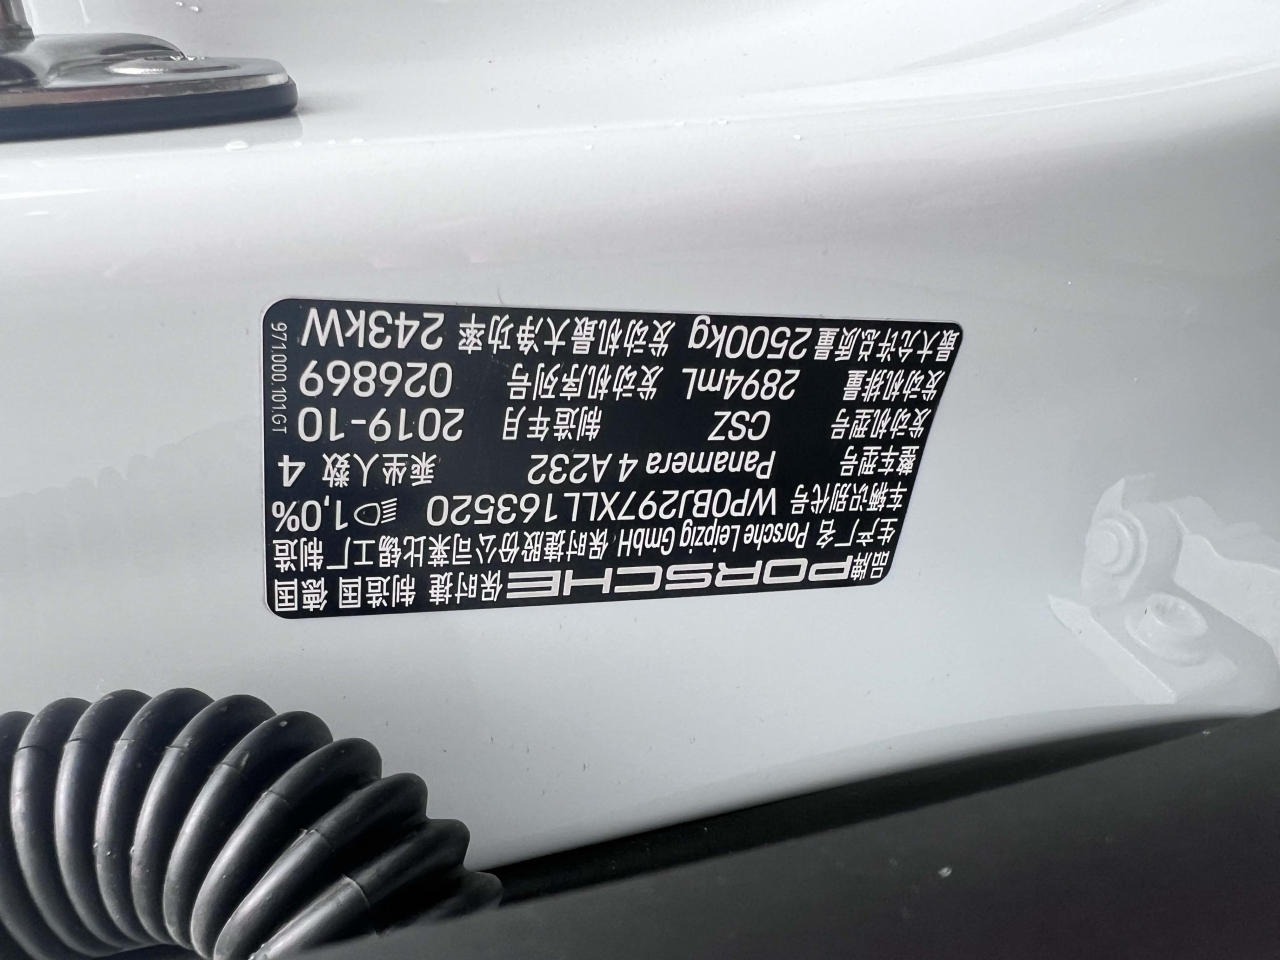 品牌 PORSCHE 保时捷 制造国 德国
生产厂名 Porsche Leipzig GmbH 保时捷股份公司莱比锡工厂制造
车辆识别代号 WP0BJ297XLL163520 1,0%
整车型号 Panamera 4 A232 乘坐人数 4
发动机型号 CSZ 制造年月 2019-10
发动机排量 2894mL 发动机序列号 026869
最大允许总质量 2500kg 发动机最大净功率 243kW
971.000.101.GT